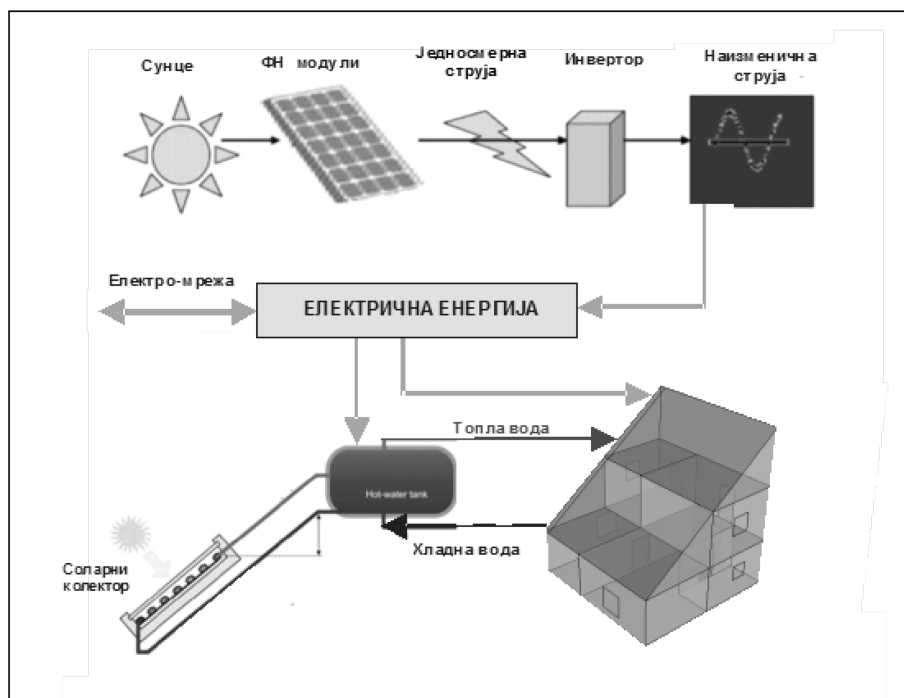 Сунце
ФН модули
Једносмерна
струја
Инвертор
Наизменична
струја
Електро-мрежа
ЕЛЕКТРИЧНА ЕНЕРГИЈА
Топла вода
Hot-water tank
Хладна вода
Соларни
колектор